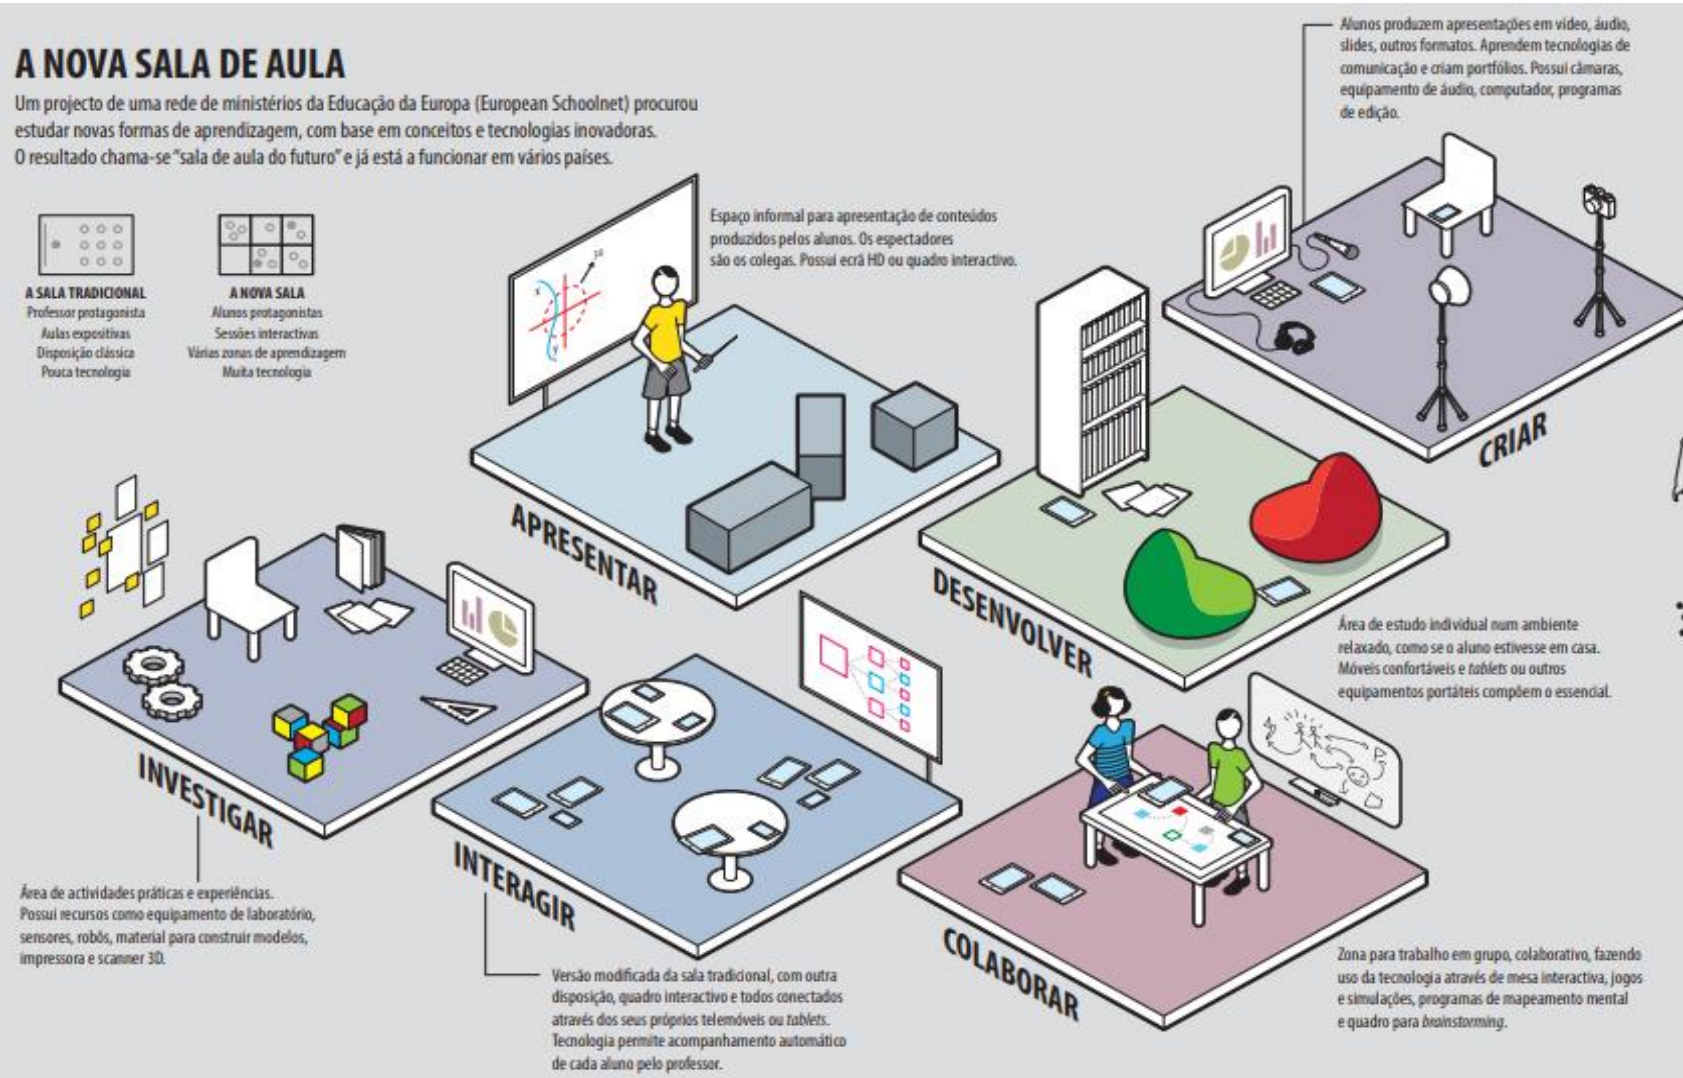 A NOVA SALA DE AULA
Um projecto de uma rede de ministérios da Educação da Europa (European Schoolnet) procurou
estudar novas formas de aprendizagem, com base em conceitos e tecnologias inovadoras.
O resultado chama-se "sala de aula do futuro" e já está a funcionar em vários países.
A SALA TRADICIONAL
Professor protagonista
Aulas expositivas
Disposição clássica
Pouca tecnologia
A NOVA SALA
Alunos protagonistas
Sessões interactivas
Várias zonas de aprendizagem
Muita tecnologia
Espaço informal para apresentação de conteúdos
produzidos pelos alunos. Os espectadores
são os colegas. Possui ecrã HD ou quadro interactivo.
APRESENTAR
Alunos produzem apresentações em vídeo, áudio,
slides, outros formatos. Aprendem tecnologias de
comunicação e criam portfólios. Possui câmaras,
equipamento de áudio, computador, programas
de edição.
CRIAR
DESENVOLVER
Área de estudo individual num ambiente
relaxado, como se o aluno estivesse em casa.
Móveis confortáveis e tablets ou outros
equipamentos portáteis compõem o essencial.
INVESTIGAR
Área de actividades práticas e experiências.
Possui recursos como equipamento de laboratório,
sensores, robôs, material para construir modelos,
impressora e scanner 3D.
INTERAGIR
Versão modificada da sala tradicional, com outra
disposição, quadro interactivo e todos conectados
através dos seus próprios telemóveis ou tablets.
Tecnologia permite acompanhamento automático
de cada aluno pelo professor.
COLABORAR
Zona para trabalho em grupo, colaborativo, fazendo
uso da tecnologia através de mesa interactiva, jogos
e simulações, programas de mapeamento mental
e quadro para brainstorming.